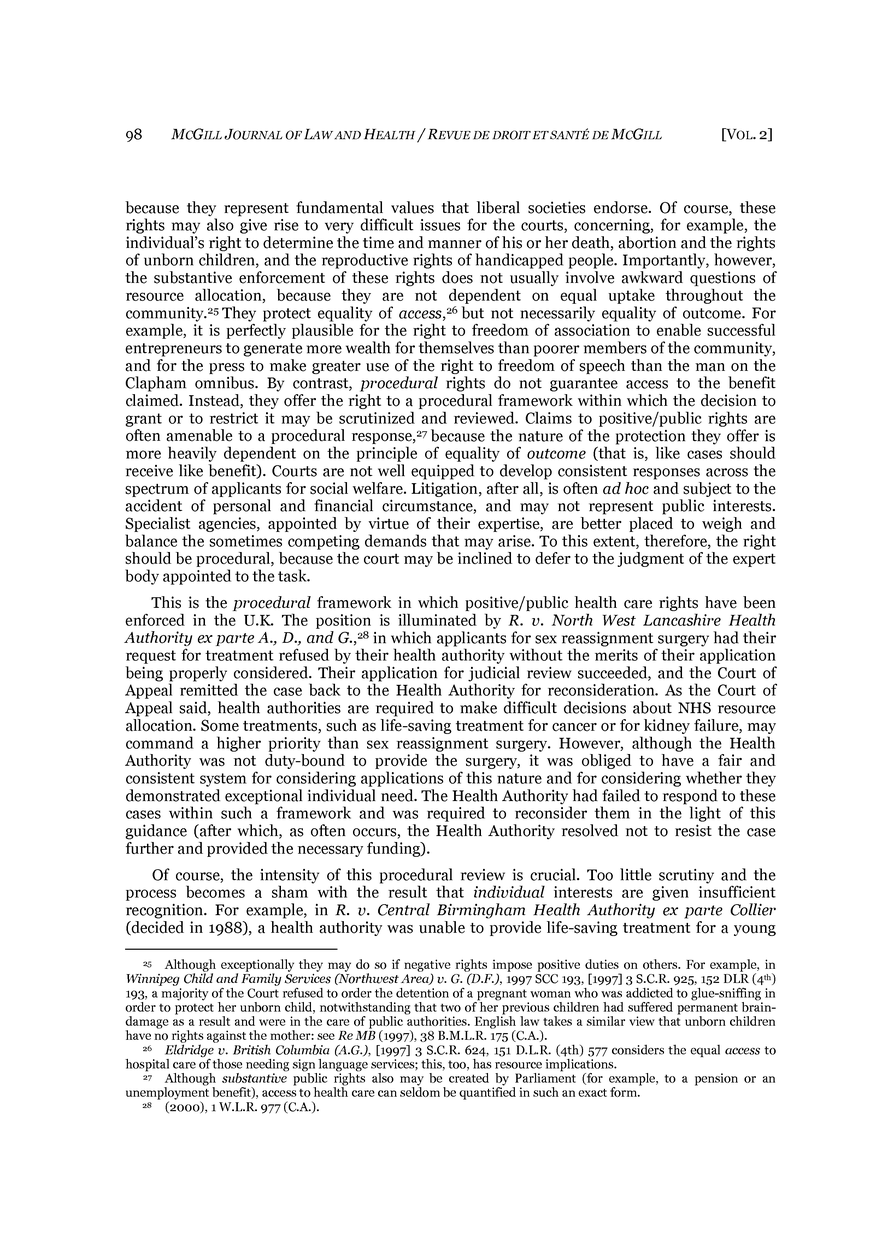 98 MCGILL JOURNAL OF LAW AND HEALTH / REVUE DE DROIT ET SANTÉ DE MCGILL [VOL. 2]
because they represent fundamental values that liberal societies endorse. Of course, these
rights may also give rise to very difficult issues for the courts, concerning, for example, the
individual's right to determine the time and manner of his or her death, abortion and the rights
of unborn children, and the reproductive rights of handicapped people. Importantly, however,
the substantive enforcement of these rights does not usually involve awkward questions of
resource allocation, because they are not dependent on equal uptake throughout the
community.25 They protect equality of access,26 but not necessarily equality of outcome. For
example, it is perfectly plausible for the right to freedom of association to enable successful
entrepreneurs to generate more wealth for themselves than poorer members of the community,
and for the press to make greater use of the right to freedom of speech than the man on the
Clapham omnibus. By contrast, procedural rights do not guarantee access to the benefit
claimed. Instead, they offer the right to a procedural framework within which the decision to
grant or to restrict it may be scrutinized and reviewed. Claims to positive/public rights are
often amenable to a procedural response,27 because the nature of the protection they offer is
more heavily dependent on the principle of equality of outcome (that is, like cases should
receive like benefit). Courts are not well equipped to develop consistent responses across the
spectrum of applicants for social welfare. Litigation, after all, is often ad hoc and subject to the
accident of personal and financial circumstance, and may not represent public interests.
Specialist agencies, appointed by virtue of their expertise, are better placed to weigh and
balance the sometimes competing demands that may arise. To this extent, therefore, the right
should be procedural, because the court may be inclined to defer to the judgment of the expert
body appointed to the task.
This is the procedural framework in which positive/public health care rights have been
enforced in the U.K. The position is illuminated by R. v. North West Lancashire Health
Authority ex parte A., D., and G.,28 in which applicants for sex reassignment surgery had their
request for treatment refused by their health authority without the merits of their application
being properly considered. Their application for judicial review succeeded, and the Court of
Appeal remitted the case back to the Health Authority for reconsideration. As the Court of
Appeal said, health authorities are required to make difficult decisions about NHS resource
allocation. Some treatments, such as life-saving treatment for cancer or for kidney failure, may
command a higher priority than sex reassignment surgery. However, although the Health
Authority was not duty-bound to provide the surgery, it was obliged to have a fair and
consistent system for considering applications of this nature and for considering whether they
demonstrated exceptional individual need. The Health Authority had failed to respond to these
cases within such a framework and was required to reconsider them in the light of this
guidance (after which, as often occurs, the Health Authority resolved not to resist the case
further and provided the necessary funding).
Of course, the intensity of this procedural review is crucial. Too little scrutiny and the
process becomes a sham with the result that individual interests are given insufficient
recognition. For example, in R. v. Central Birmingham Health Authority ex parte Collier
(decided in 1988), a health authority was unable to provide life-saving treatment for a young
25 Although exceptionally they may do so if negative rights impose positive duties on others. For example, in
Winnipeg Child and Family Services (Northwest Area) v. G. (D.F.), 1997 SCC 193, [1997] 3 S.C.R. 925, 152 DLR (4th)
193, a majority of the Court refused to order the detention of a pregnant woman who was addicted to glue-sniffing in
order to protect her unborn child, notwithstanding that two of her previous children had suffered permanent brain-
damage as a result and were in the care of public authorities. English law takes a similar view that unborn children
have no rights against the mother: see Re MB (1997), 38 B.M.L.R. 175 (C.A.).
26 Eldridge v. British Columbia (A.G.), [1997] 3 S.C.R. 624, 151 D.L.R. (4th) 577 considers the equal access to
hospital care of those needing sign language services; this, too, has resource implications.
27 Although substantive public rights also may be created by Parliament (for example, to a pension or an
unemployment benefit), access to health care can seldom be quantified in such an exact form.
28 (2000), 1 W.L.R. 977 (C.A.).